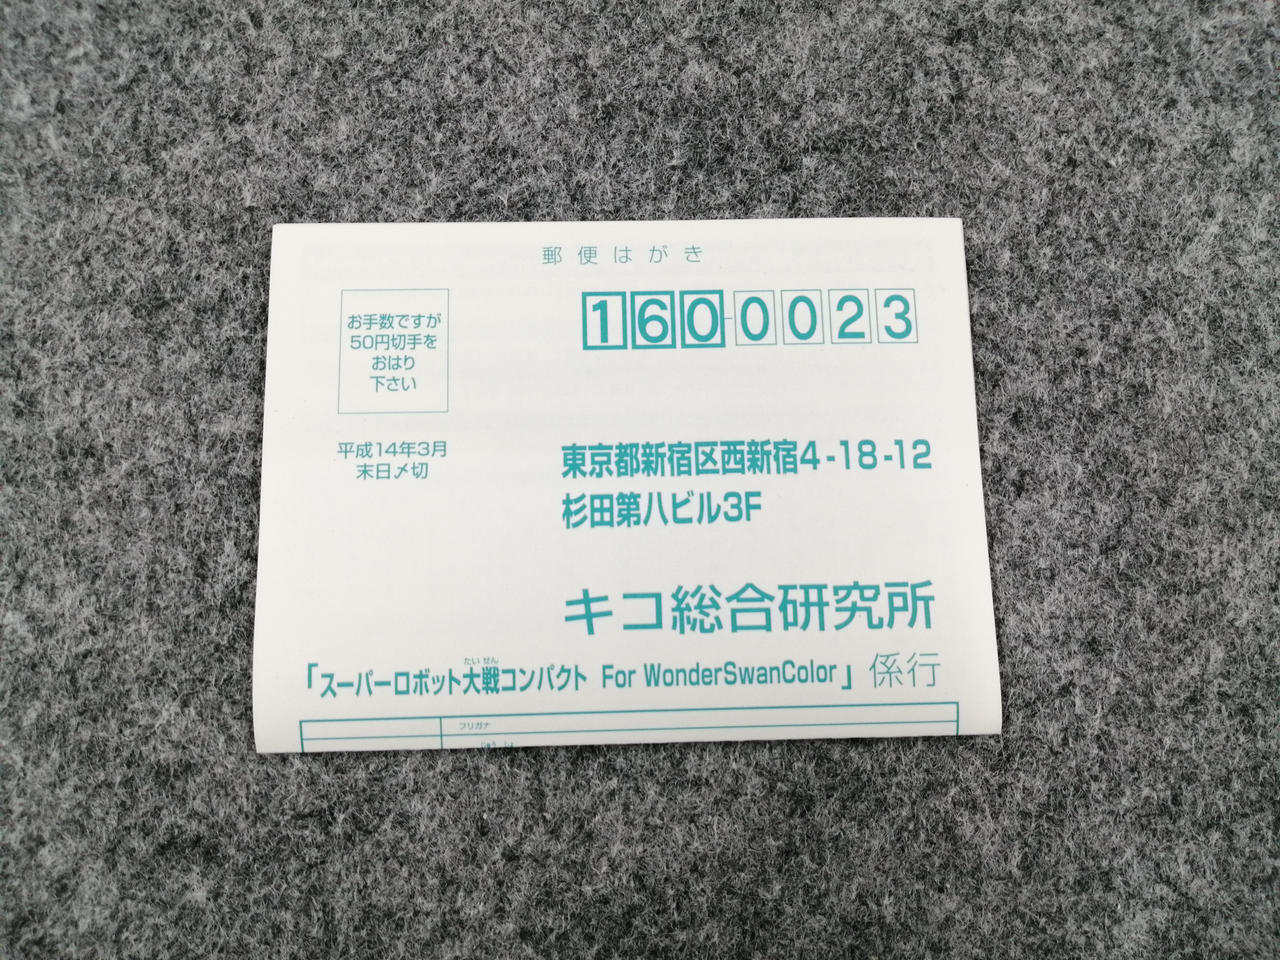 郵便はがき
お手数ですが
50円切手を
おはり
下さい
160-0023
平成14年3月
末日〆切
東京都新宿区西新宿4-18-12
杉田第八ビル3F
キコ総合研究所
たいせん
「スーパーロボット大戦コンパクト For WonderSwanColor」係行
フリガナ